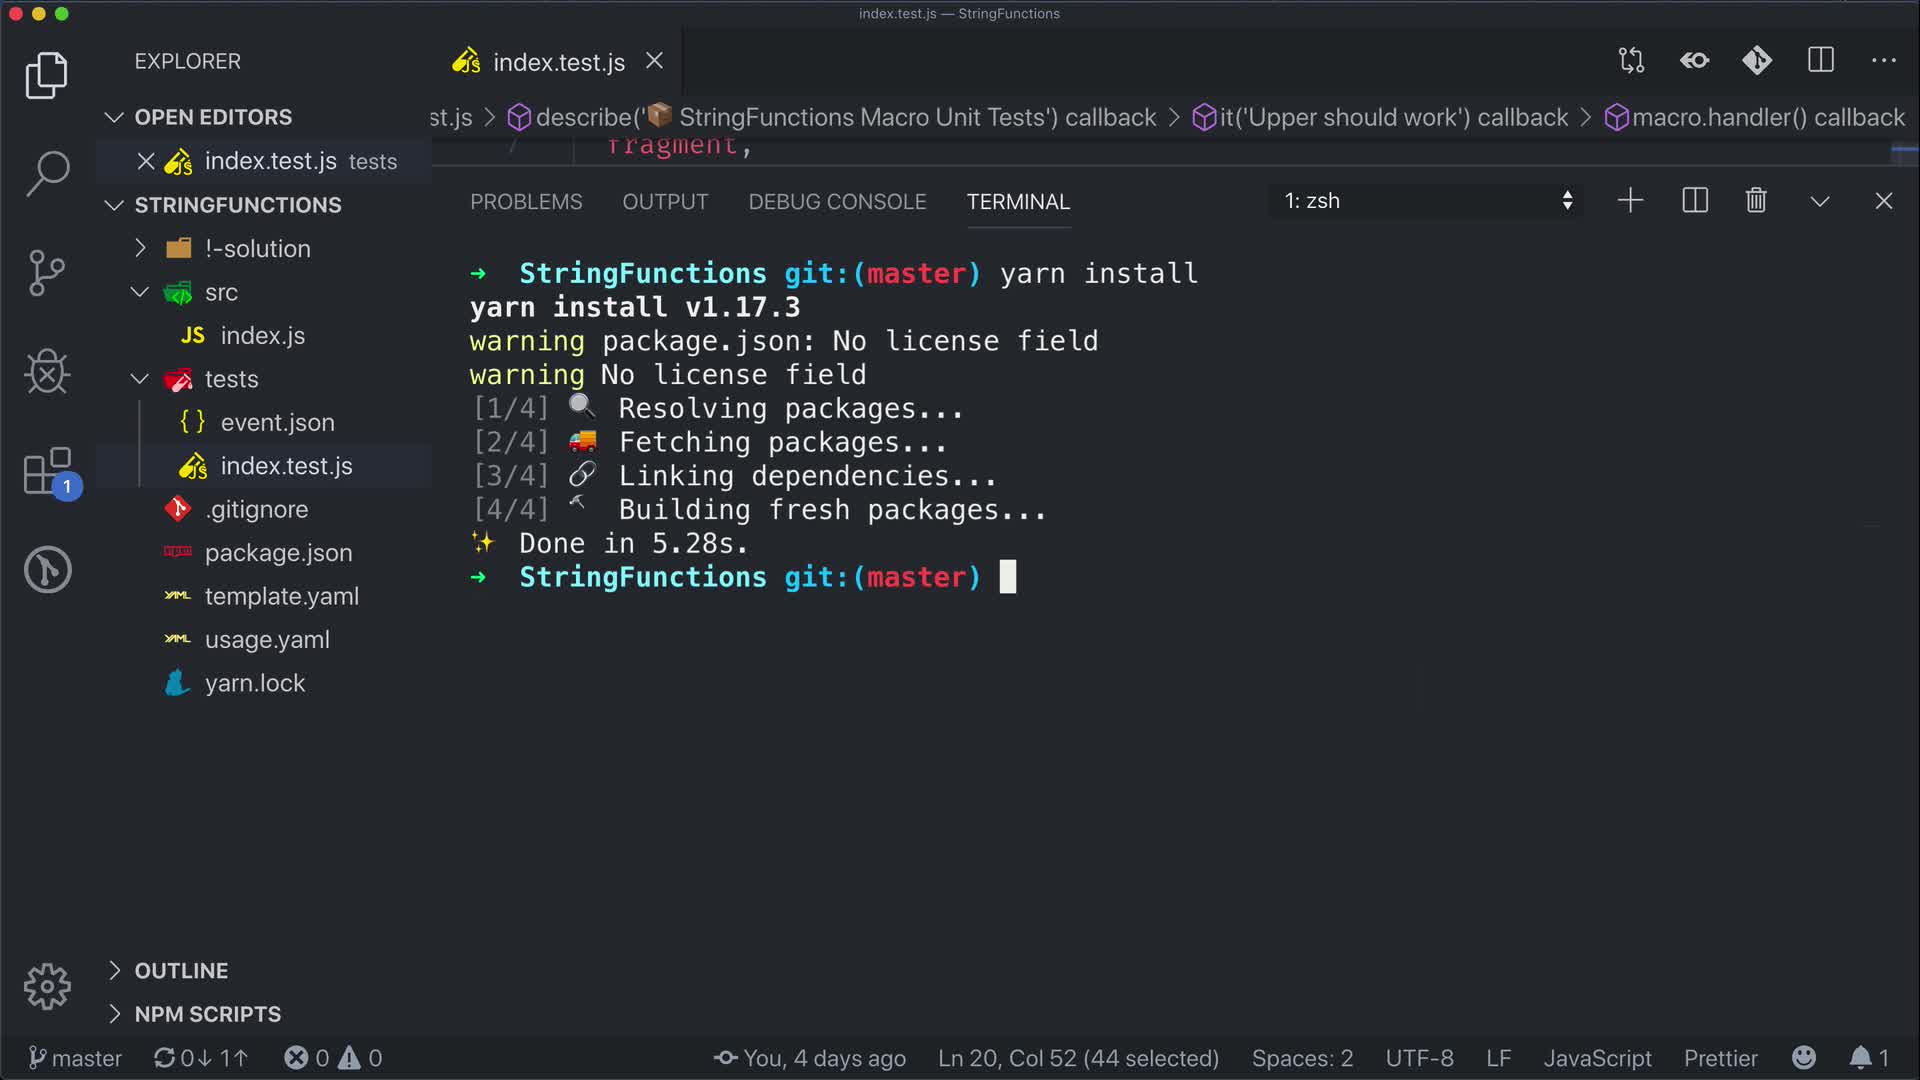 index.test.js — StringFunctions
EXPLORER
index.test.js
OPEN EDITORS
st.js > describe('📦 StringFunctions Macro Unit Tests') callback > it('Upper should work') callback > macro.handler() callback
7 fragment,
index.test.js tests
STRINGFUNCTIONS
!-solution
src
JS index.js
tests
{ } event.json
index.test.js
.gitignore
package.json
YAML template.yaml
YAML usage.yaml
yarn.lock
1
OUTLINE
NPM SCRIPTS
PROBLEMS OUTPUT DEBUG CONSOLE TERMINAL 1: zsh
➜ StringFunctions git:(master) yarn install
yarn install v1.17.3
warning package.json: No license field
warning No license field
[1/4] 🔍 Resolving packages...
[2/4] 🚚 Fetching packages...
[3/4] 🔗 Linking dependencies...
[4/4] 🔨 Building fresh packages...
✨ Done in 5.28s.
➜ StringFunctions git:(master)
master 0↓ 1↑ 0 0 You, 4 days ago Ln 20, Col 52 (44 selected) Spaces: 2 UTF-8 LF JavaScript Prettier 1